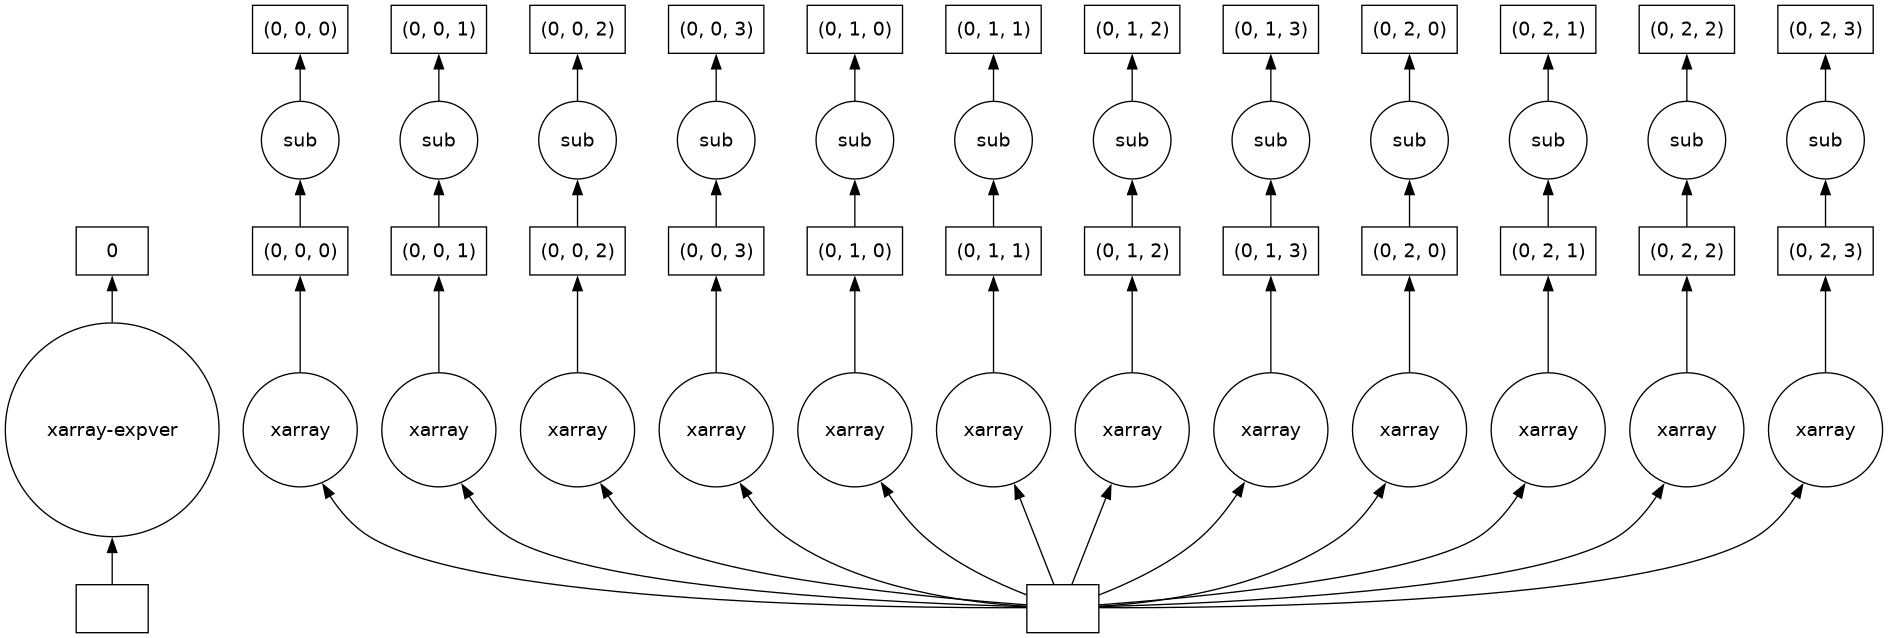 (0, 0, 0) (0, 0, 1) (0, 0, 2) (0, 0, 3) (0, 1, 0) (0, 1, 1) (0, 1, 2) (0, 1, 3) (0, 2, 0) (0, 2, 1) (0, 2, 2) (0, 2, 3)
sub sub sub sub sub sub sub sub sub sub sub sub
0 (0, 0, 0) (0, 0, 1) (0, 0, 2) (0, 0, 3) (0, 1, 0) (0, 1, 1) (0, 1, 2) (0, 1, 3) (0, 2, 0) (0, 2, 1) (0, 2, 2) (0, 2, 3)
xarray-expver xarray xarray xarray xarray xarray xarray xarray xarray xarray xarray xarray xarray